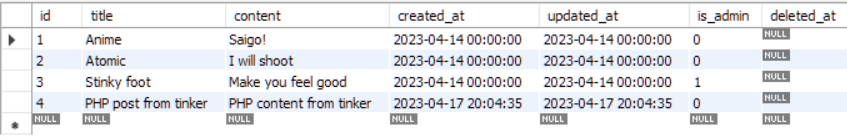 id title content created_at updated_at is_admin deleted_at
1 Anime Saigo! 2023-04-14 00:00:00 2023-04-14 00:00:00 0 NULL
2 Atomic I will shoot 2023-04-14 00:00:00 2023-04-14 00:00:00 0 NULL
3 Stinky foot Make you feel good 2023-04-14 00:00:00 2023-04-14 00:00:00 1 NULL
4 PHP post from tinker PHP content from tinker 2023-04-17 20:04:35 2023-04-17 20:04:35 0 NULL
NULL NULL NULL NULL NULL NULL NULL